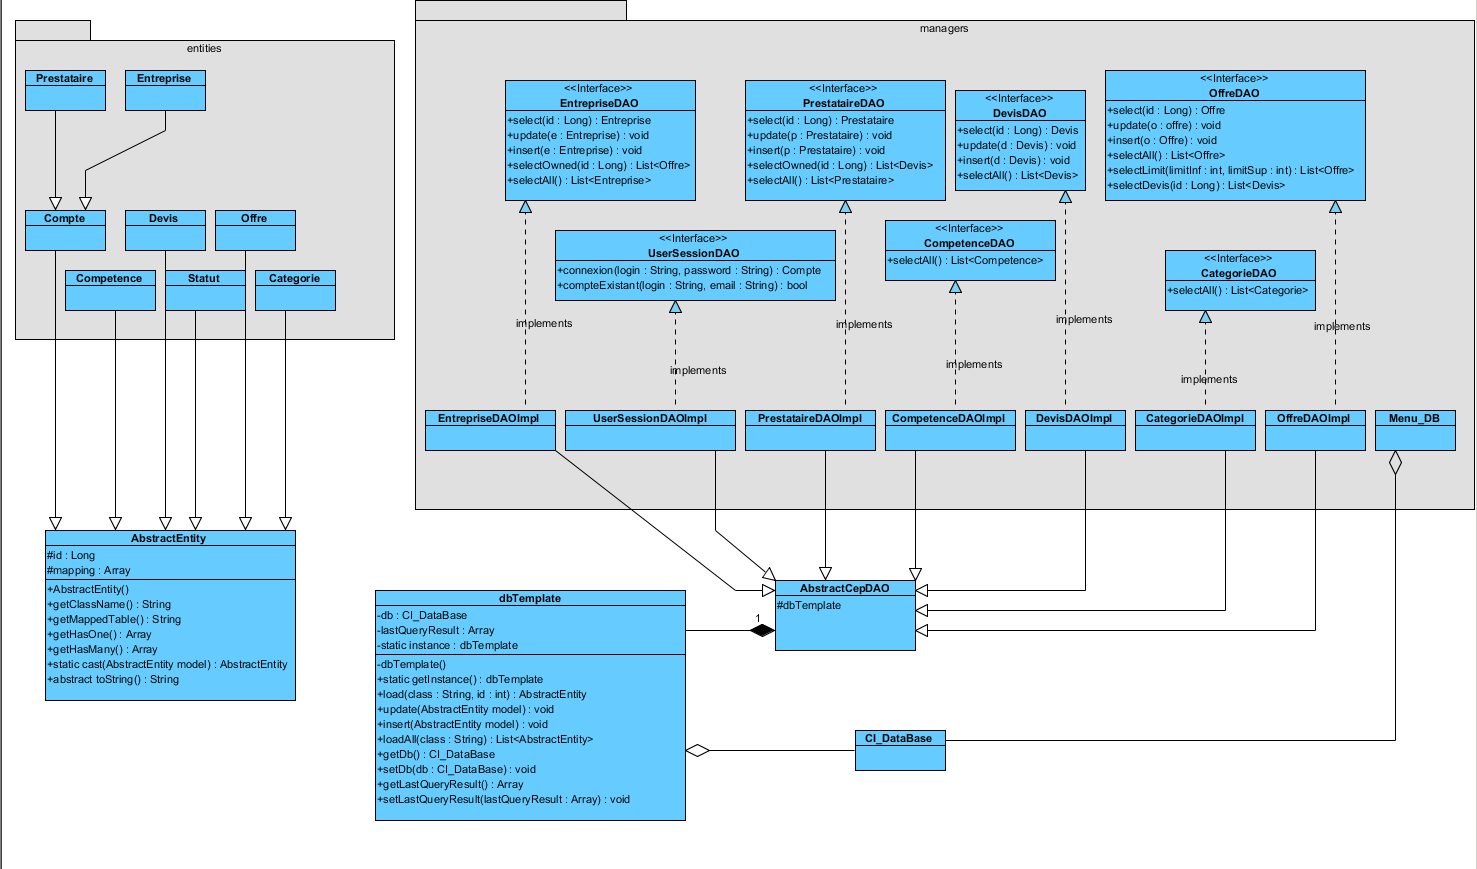 entities
Prestataire
Entreprise
Compte
Devis
Offre
Competence
Statut
Categorie
managers
<<Interface>>
EntrepriseDAO
+select(id : Long) : Entreprise
+update(e : Entreprise) : void
+insert(e : Entreprise) : void
+selectOwned(id : Long) : List<Offre>
+selectAll() : List<Entreprise>
<<Interface>>
PrestataireDAO
+select(id : Long) : Prestataire
+update(p : Prestataire) : void
+insert(p : Prestataire) : void
+selectOwned(id : Long) : List<Devis>
+selectAll() : List<Prestataire>
<<Interface>>
DevisDAO
+select(id : Long) : Devis
+update(d : Devis) : void
+insert(d : Devis) : void
+selectAll() : List<Devis>
<<Interface>>
OffreDAO
+select(id : Long) : Offre
+update(o : offre) : void
+insert(o : Offre) : void
+selectAll() : List<Offre>
+selectLimit(limitInf : int, limitSup : int) : List<Offre>
+selectDevis(id : Long) : List<Devis>
<<Interface>>
UserSessionDAO
+connexion(login : String, password : String) : Compte
+compteExistant(login : String, email : String) : bool
<<Interface>>
CompetenceDAO
+selectAll() : List<Competence>
<<Interface>>
CategorieDAO
+selectAll() : List<Categorie>
implements
implements
implements
implements
implements
implements
implements
EntrepriseDAOImpl
UserSessionDAOImpl
PrestataireDAOImpl
CompetenceDAOImpl
DevisDAOImpl
CategorieDAOImpl
OffreDAOImpl
Menu_DB
AbstractEntity
#id : Long
#mapping : Array
+AbstractEntity()
+getClassName() : String
+getMappedTable() : String
+getHasOne() : Array
+getHasMany() : Array
+static cast(AbstractEntity model) : AbstractEntity
+abstract toString() : String
dbTemplate
-db : CI_DataBase
-lastQueryResult : Array
-static instance : dbTemplate
-dbTemplate()
+static getInstance() : dbTemplate
+load(class : String, id : int) : AbstractEntity
+update(AbstractEntity model) : void
+insert(AbstractEntity model) : void
+loadAll(class : String) : List<AbstractEntity>
+getDb() : CI_DataBase
+setDb(db : CI_DataBase) : void
+getLastQueryResult() : Array
+setLastQueryResult(lastQueryResult : Array) : void
1
AbstractCepDAO
#dbTemplate
CI_DataBase